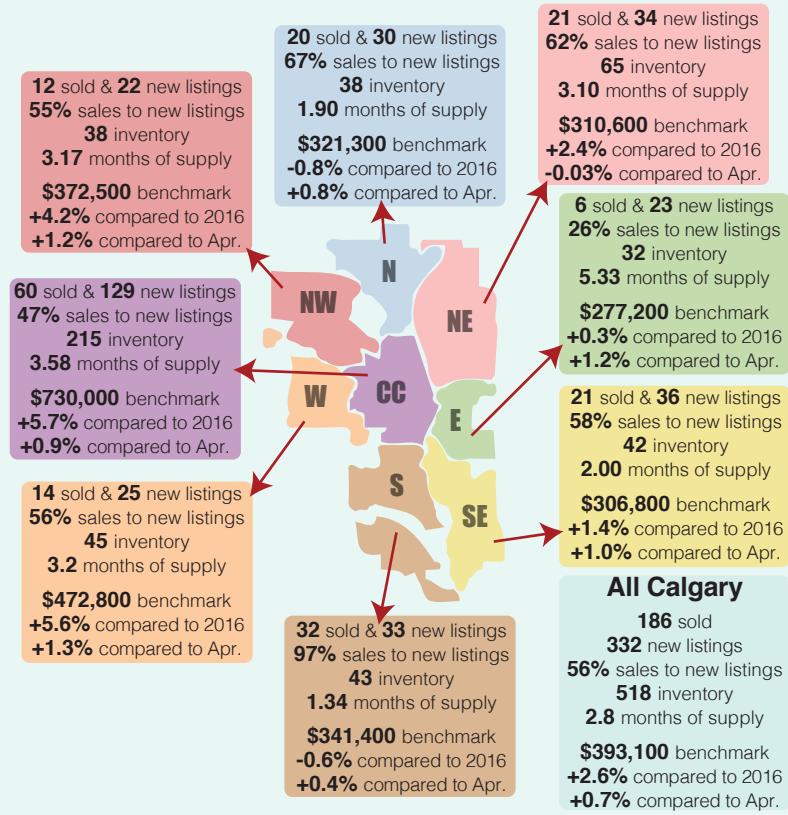 12 sold & 22 new listings
55% sales to new listings
38 inventory
3.17 months of supply
$372,500 benchmark
+4.2% compared to 2016
+1.2% compared to Apr.
20 sold & 30 new listings
67% sales to new listings
38 inventory
1.90 months of supply
$321,300 benchmark
-0.8% compared to 2016
+0.8% compared to Apr.
21 sold & 34 new listings
62% sales to new listings
65 inventory
3.10 months of supply
$310,600 benchmark
+2.4% compared to 2016
-0.03% compared to Apr.
60 sold & 129 new listings
47% sales to new listings
215 inventory
3.58 months of supply
$730,000 benchmark
+5.7% compared to 2016
+0.9% compared to Apr.
N
NW
NE
W
CC
E
S
SE
6 sold & 23 new listings
26% sales to new listings
32 inventory
5.33 months of supply
$277,200 benchmark
+0.3% compared to 2016
+1.2% compared to Apr.
21 sold & 36 new listings
58% sales to new listings
42 inventory
2.00 months of supply
$306,800 benchmark
+1.4% compared to 2016
+1.0% compared to Apr.
14 sold & 25 new listings
56% sales to new listings
45 inventory
3.2 months of supply
$472,800 benchmark
+5.6% compared to 2016
+1.3% compared to Apr.
32 sold & 33 new listings
97% sales to new listings
43 inventory
1.34 months of supply
$341,400 benchmark
-0.6% compared to 2016
+0.4% compared to Apr.
All Calgary
186 sold
332 new listings
56% sales to new listings
518 inventory
2.8 months of supply
$393,100 benchmark
+2.6% compared to 2016
+0.7% compared to Apr.